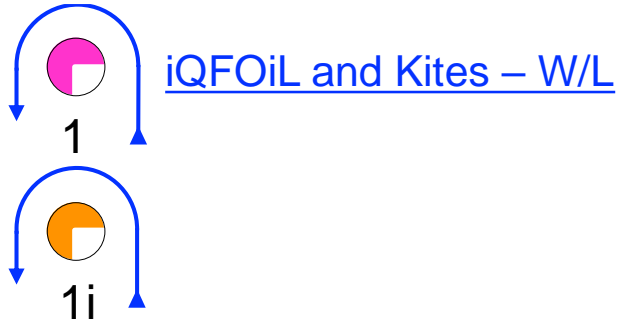 iQFOiL and Kites – W/L
1
1i